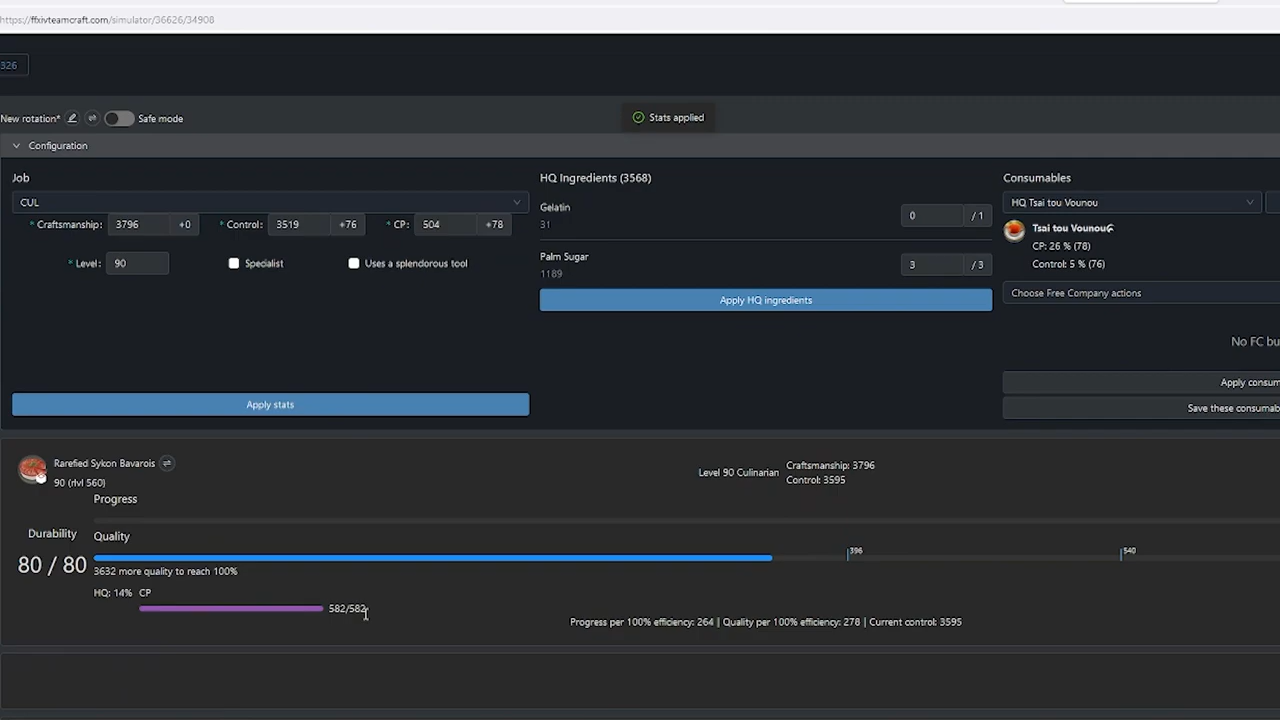 https://ffxivteamcraft.com/simulator/36626/34908
326
New rotation* Safe mode
Stats applied
Configuration
Job
CUL
* Craftsmanship: 3796 +0 * Control: 3519 +76 * CP: 504 +78
* Level: 90 Specialist Uses a splendorous tool
Apply stats
HQ Ingredients (3568)
Gelatin
31
0 / 1
Palm Sugar
1189
3 / 3
Apply HQ ingredients
Consumables
HQ Tsai tou Vounou
Tsai tou Vounou
CP: 26 % (78)
Control: 5 % (76)
Choose Free Company actions
No FC bu
Apply consum
Save these consumab
Rarefied Sykon Bavarois
90 (rlvl 560)
Level 90 Culinarian
Craftsmanship: 3796
Control: 3595
Progress
Durability
80 / 80
Quality
396
540
3632 more quality to reach 100%
HQ: 14% CP
582/582
Progress per 100% efficiency: 264 | Quality per 100% efficiency: 278 | Current control: 3595